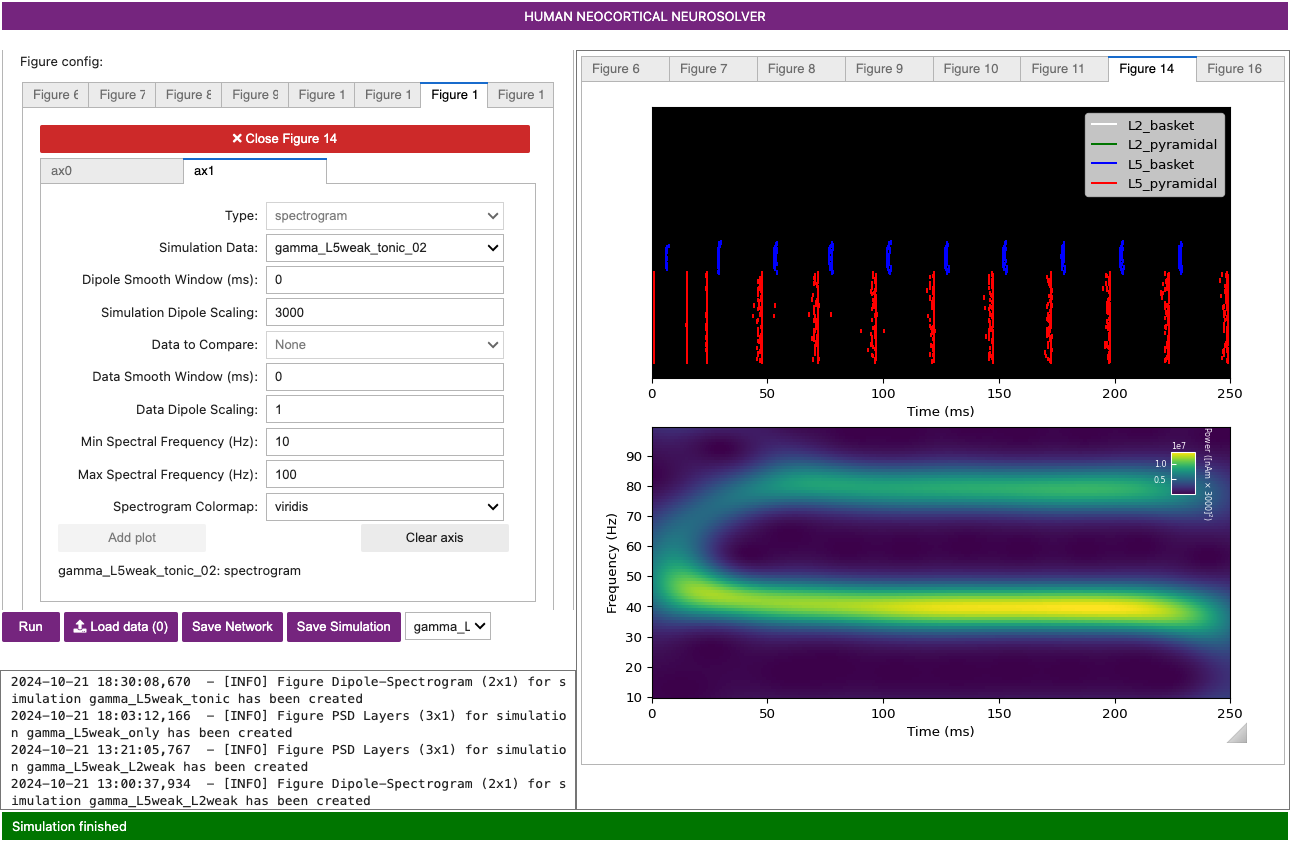 HUMAN NEOCORTICAL NEUROSOLVER
Figure config:
Figure 6 Figure 7 Figure 8 Figure 9 Figure 1 Figure 1 Figure 1 Figure 1
× Close Figure 14
ax0 ax1
Type: spectrogram
Simulation Data: gamma_L5weak_tonic_02
Dipole Smooth Window (ms): 0
Simulation Dipole Scaling: 3000
Data to Compare: None
Data Smooth Window (ms): 0
Data Dipole Scaling: 1
Min Spectral Frequency (Hz): 10
Max Spectral Frequency (Hz): 100
Spectrogram Colormap: viridis
Add plot Clear axis
gamma_L5weak_tonic_02: spectrogram
Run Load data (0) Save Network Save Simulation gamma_L
2024-10-21 18:30:08,670 - [INFO] Figure Dipole-Spectrogram (2x1) for s
imulation gamma_L5weak_tonic has been created
2024-10-21 18:03:12,166 - [INFO] Figure PSD Layers (3x1) for simulatio
n gamma_L5weak_only has been created
2024-10-21 13:21:05,767 - [INFO] Figure PSD Layers (3x1) for simulatio
n gamma_L5weak_L2weak has been created
2024-10-21 13:00:37,934 - [INFO] Figure Dipole-Spectrogram (2x1) for s
imulation gamma_L5weak_L2weak has been created
Figure 6 Figure 7 Figure 8 Figure 9 Figure 10 Figure 11 Figure 14 Figure 16
L2_basket
L2_pyramidal
L5_basket
L5_pyramidal
0 50 100 150 200 250
Time (ms)
Frequency (Hz)
90
80
70
60
50
40
30
20
10
1e7
1.0
0.5
Power ([nAm × 3000]²)
0 50 100 150 200 250
Time (ms)
Simulation finished